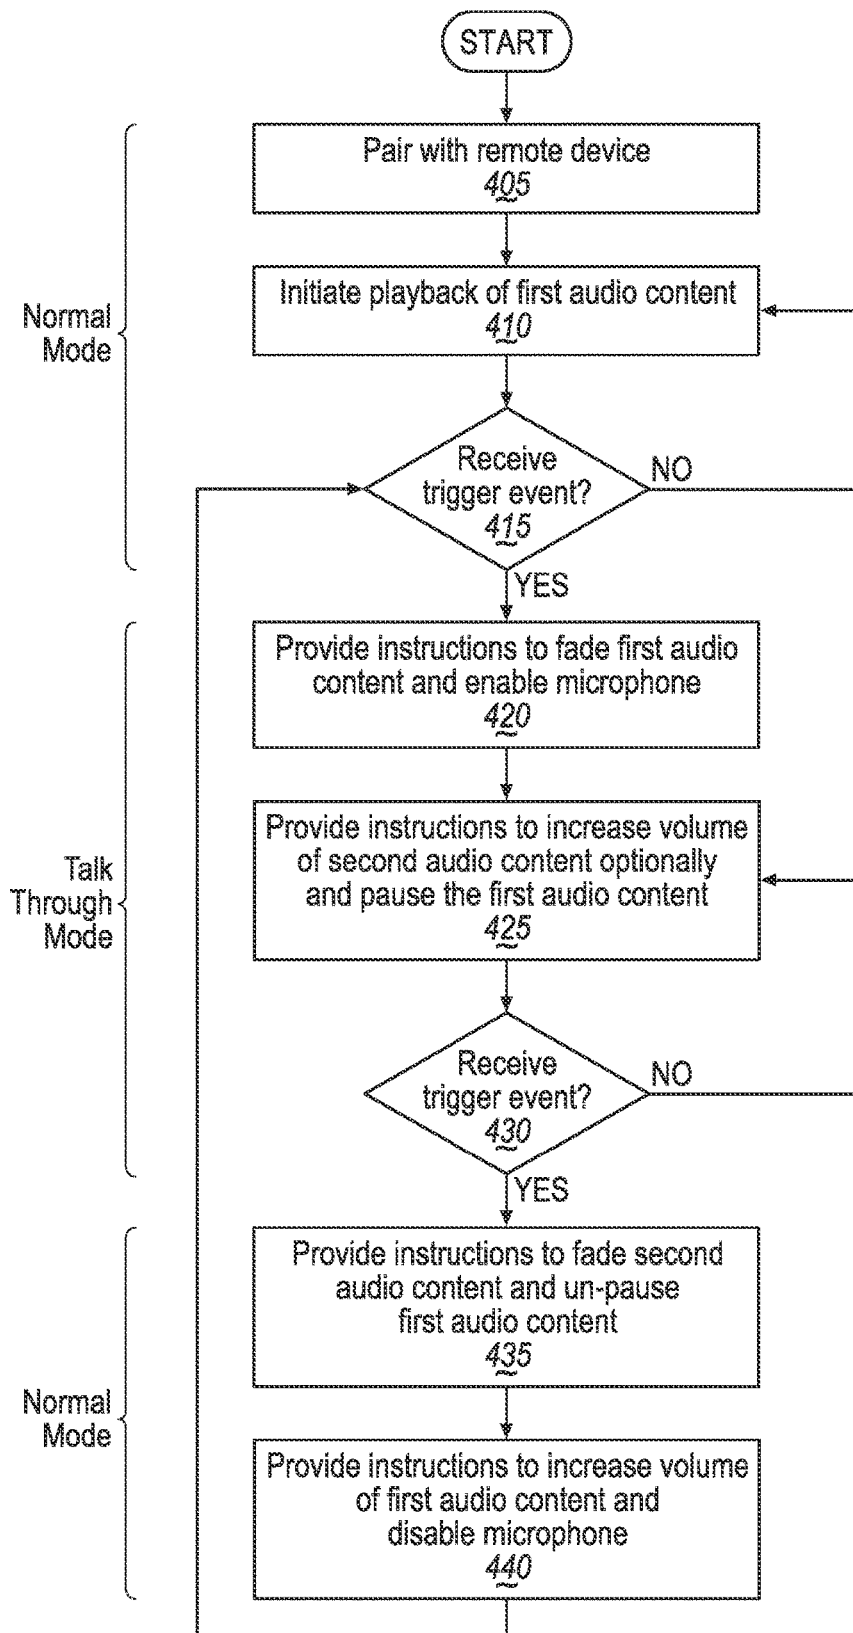 START
Pair with remote device
405
Initiate playback of first audio content
410
Normal
Mode
Receive
trigger event?
415
NO
YES
Provide instructions to fade first audio
content and enable microphone
420
Provide instructions to increase volume
of second audio content optionally
and pause the first audio content
425
Talk
Through
Mode
Receive
trigger event?
430
NO
YES
Provide instructions to fade second
audio content and un-pause
first audio content
435
Normal
Mode
Provide instructions to increase volume
of first audio content and
disable microphone
440